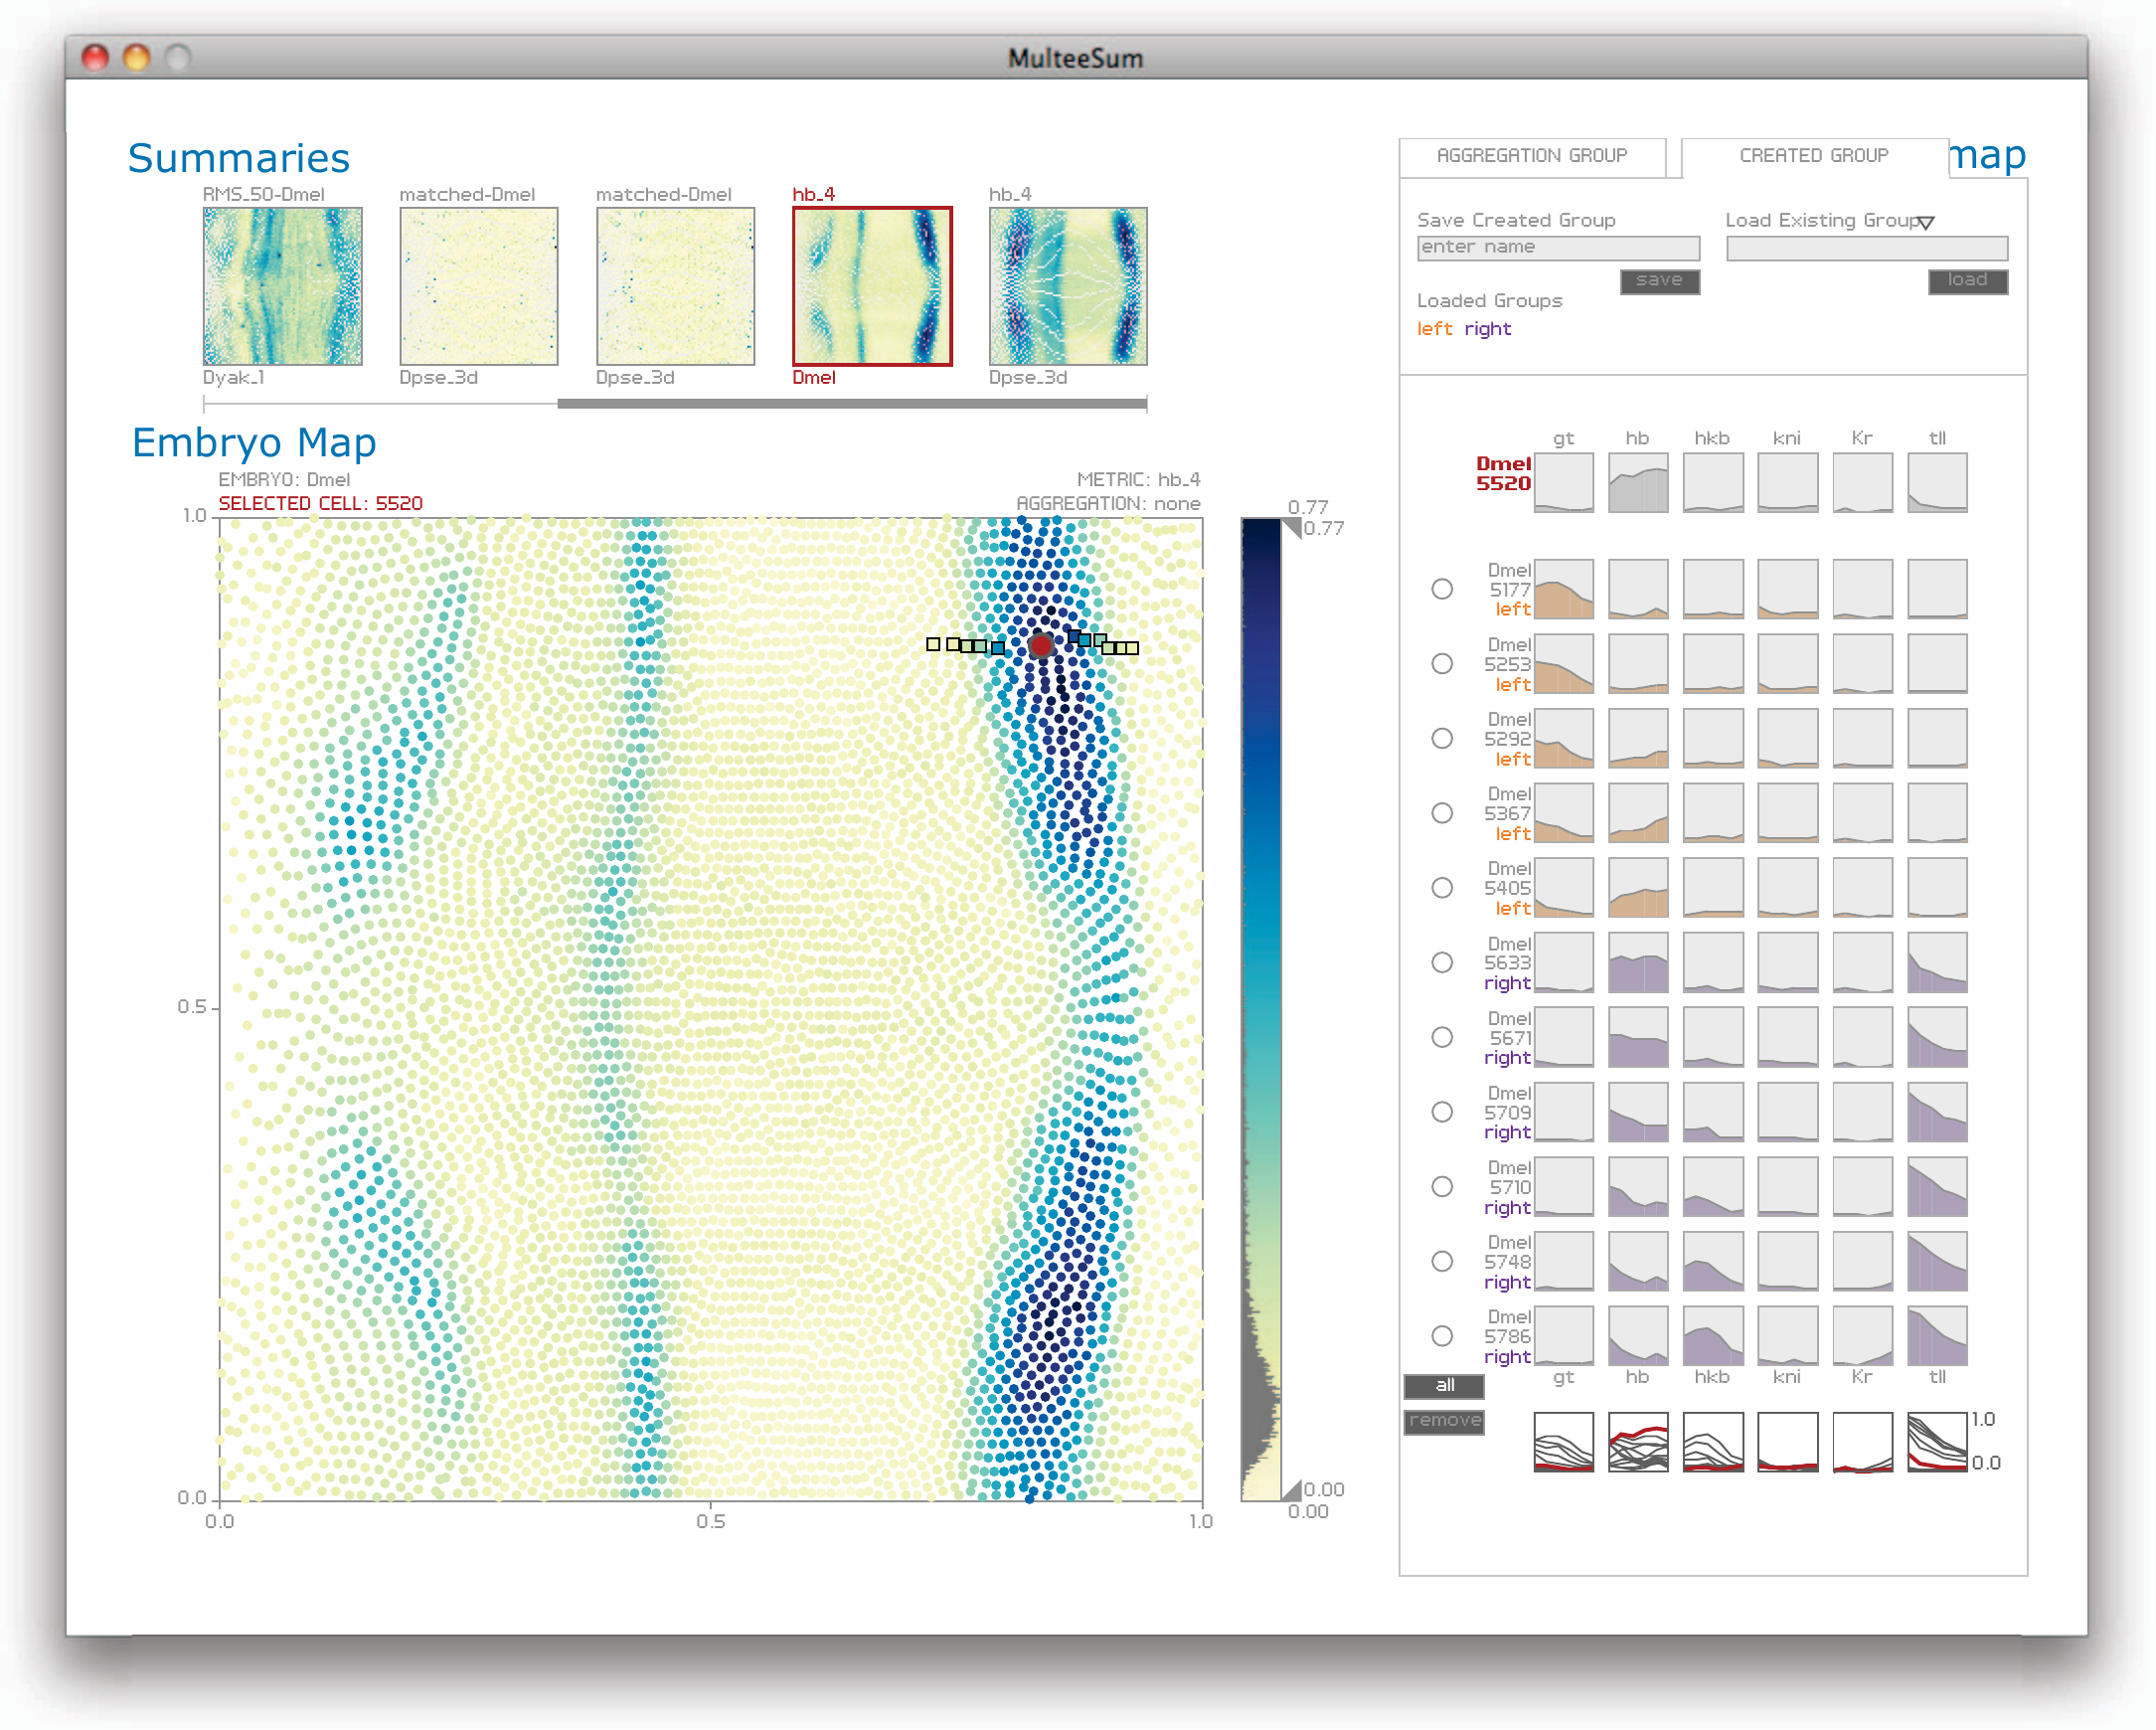 MulteeSum
Summaries
RMS_50-Dmel matched-Dmel matched-Dmel hb_4 hb_4
Dyak_1 Dpse_3d Dpse_3d Dmel Dpse_3d
Embryo Map
EMBRYO: Dmel METRIC: hb_4
SELECTED CELL: 5520 AGGREGATION: none
1.0
0.5
0.0
0.0 0.5 1.0
0.77
0.77
0.00
0.00
AGGREGATION GROUP CREATED GROUP map
Save Created Group Load Existing Group
enter name
save load
Loaded Groups
left right
gt hb hkb kni Kr tll
Dmel
5520
Dmel
5177
left
Dmel
5253
left
Dmel
5292
left
Dmel
5367
left
Dmel
5405
left
Dmel
5633
right
Dmel
5671
right
Dmel
5709
right
Dmel
5710
right
Dmel
5748
right
Dmel
5786
right
all
gt hb hkb kni Kr tll
remove
1.0
0.0